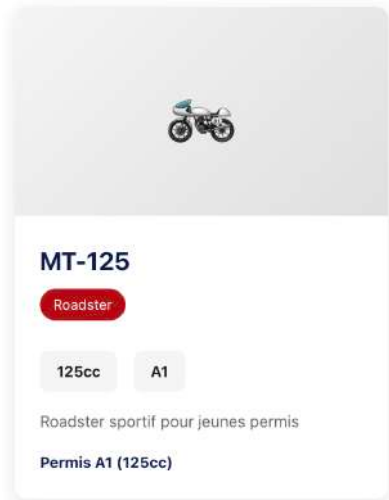 MT-125
Roadster
125cc A1
Roadster sportif pour jeunes permis
Permis A1 (125cc)